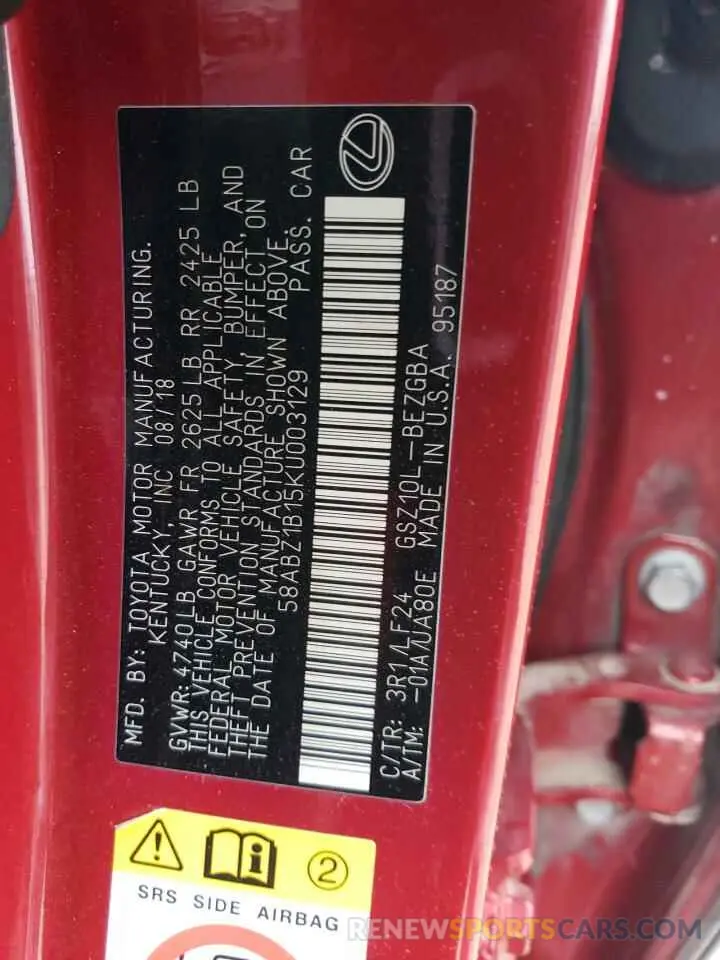 MFD. BY: TOYOTA MOTOR MANUFACTURING.
KENTUCKY, INC 08/18
GVWR: 4740LB GAWR FR 2625LB RR 2425 LB
THIS VEHICLE CONFORMS TO ALL APPLICABLE
FEDERAL MOTOR VEHICLE SAFETY, BUMPER, AND
THEFT PREVENTION STANDARDS IN EFFECT ON
THE DATE OF MANUFACTURE SHOWN ABOVE
58ABZ1B15KU003129 PASS. CAR
C/TR: 3R1/LF24 GSZ10L-BEZGBA
A/TM: -01A/UA80E MADE IN U.S.A. 95187
2
SRS SIDE AIRBAG
RENEWSPORTSCARS.COM